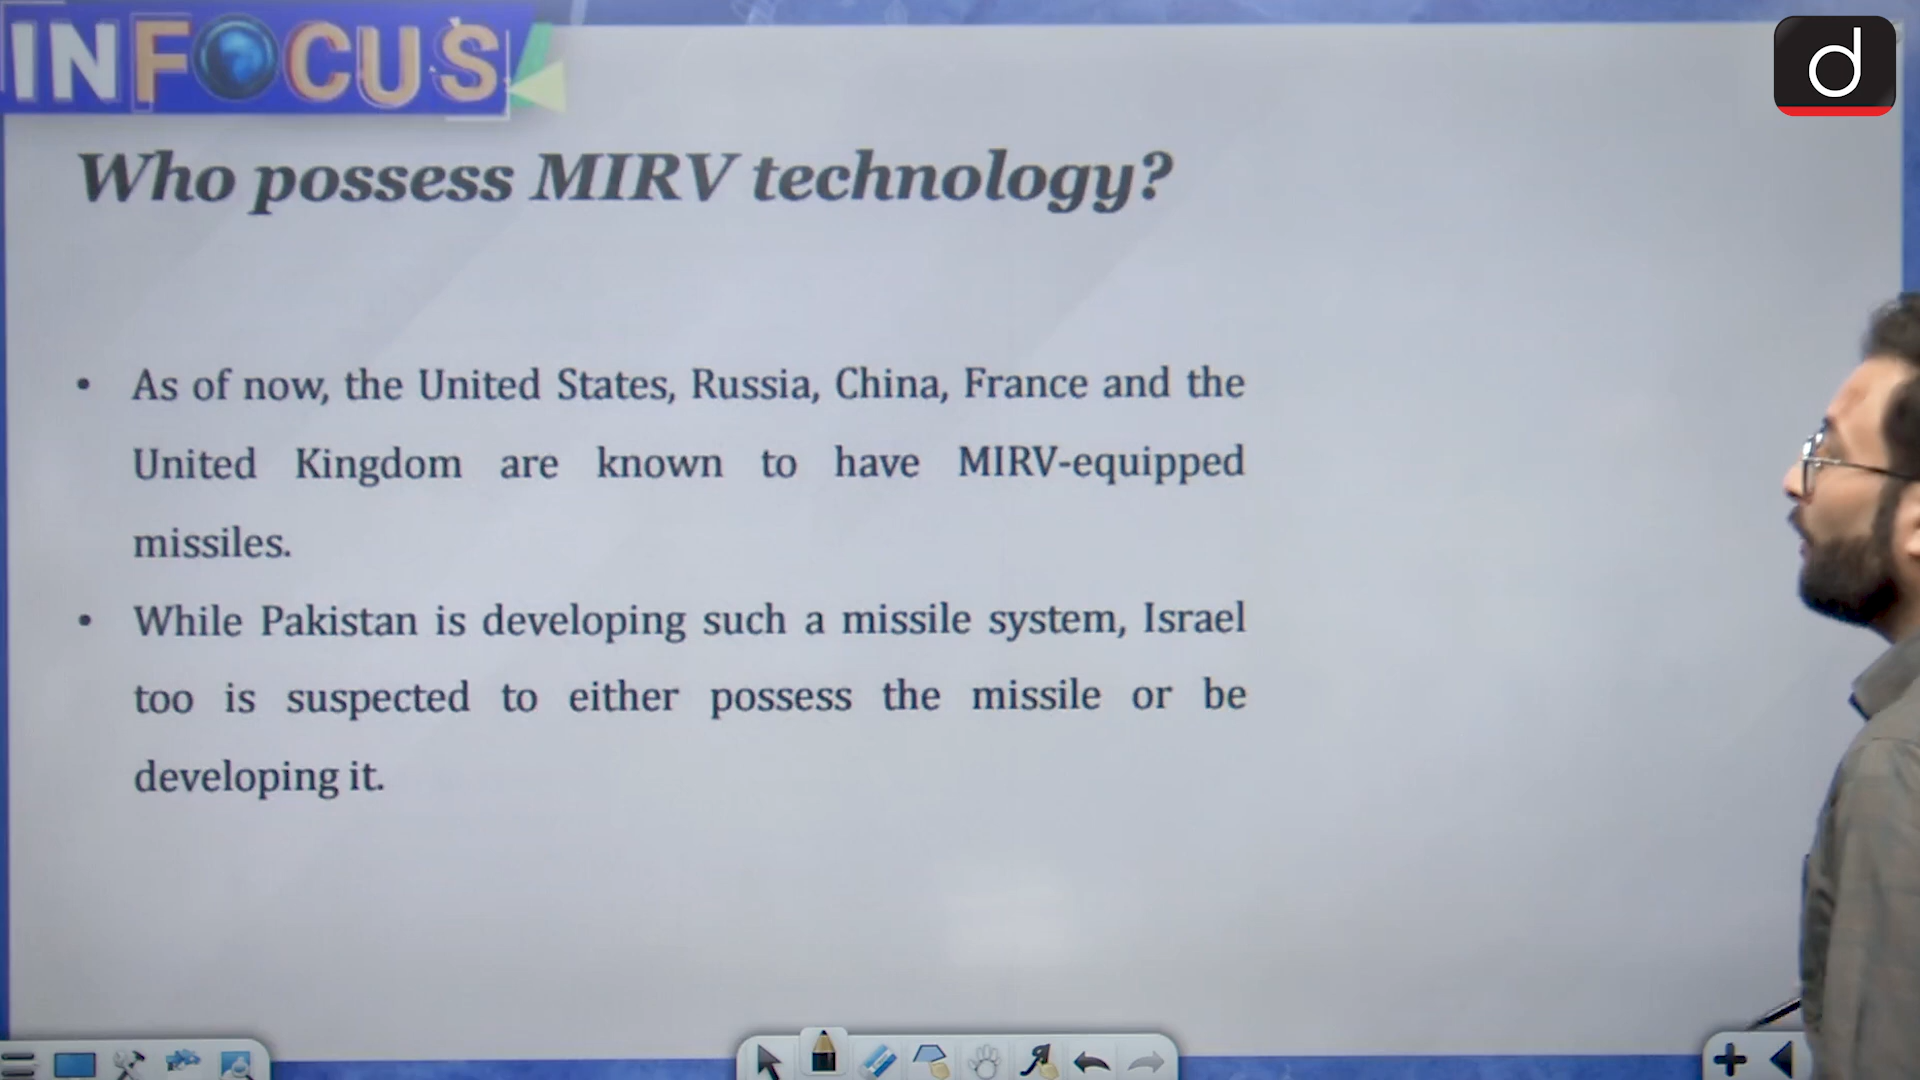 INFOCUS
d
Who possess MIRV technology?
• As of now, the United States, Russia, China, France and the
United Kingdom are known to have MIRV-equipped
missiles.
• While Pakistan is developing such a missile system, Israel
too is suspected to either possess the missile or be
developing it.